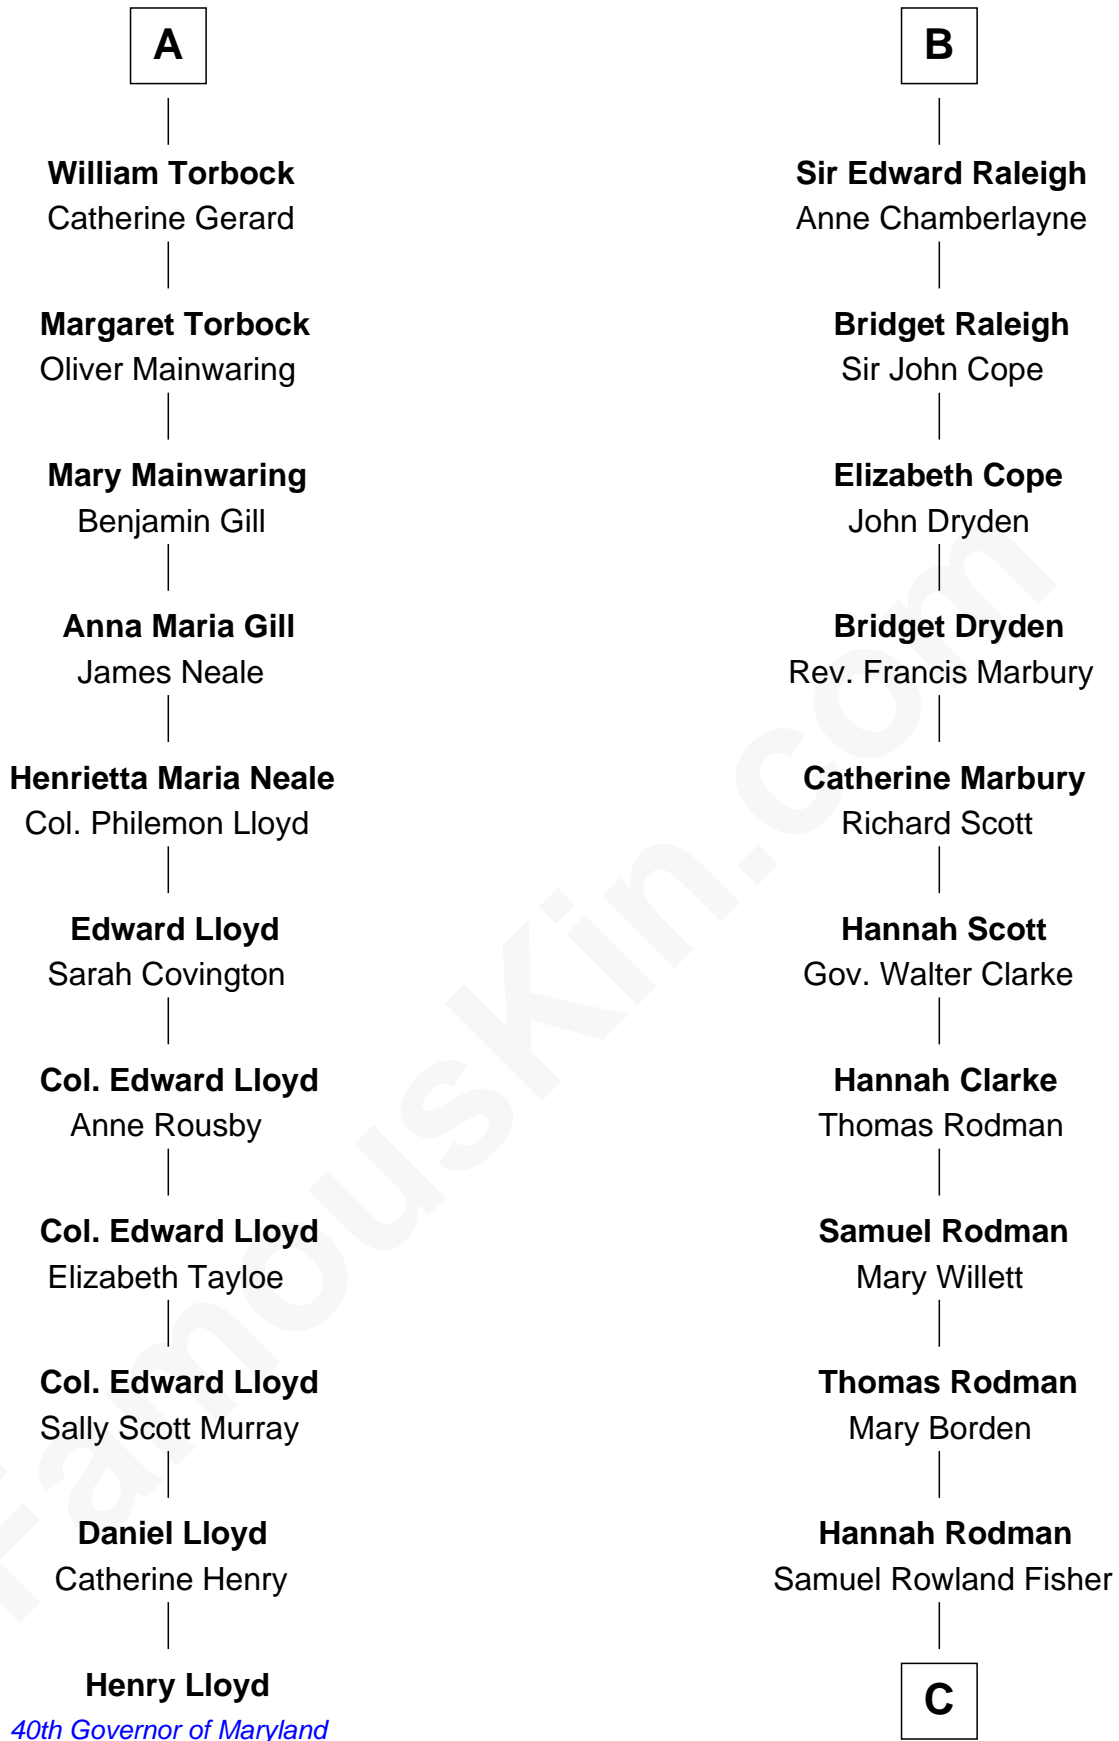 A
William Torbock
Catherine Gerard
Margaret Torbock
Oliver Mainwaring
Mary Mainwaring
Benjamin Gill
Anna Maria Gill
James Neale
Henrietta Maria Neale
Col. Philemon Lloyd
Edward Lloyd
Sarah Covington
Col. Edward Lloyd
Anne Rousby
Col. Edward Lloyd
Elizabeth Tayloe
Col. Edward Lloyd
Sally Scott Murray
Daniel Lloyd
Catherine Henry
Henry Lloyd
40th Governor of Maryland
B
Sir Edward Raleigh
Anne Chamberlayne
Bridget Raleigh
Sir John Cope
Elizabeth Cope
John Dryden
Bridget Dryden
Rev. Francis Marbury
Catherine Marbury
Richard Scott
Hannah Scott
Gov. Walter Clarke
Hannah Clarke
Thomas Rodman
Samuel Rodman
Mary Willett
Thomas Rodman
Mary Borden
Hannah Rodman
Samuel Rowland Fisher
C
FamousKin.com